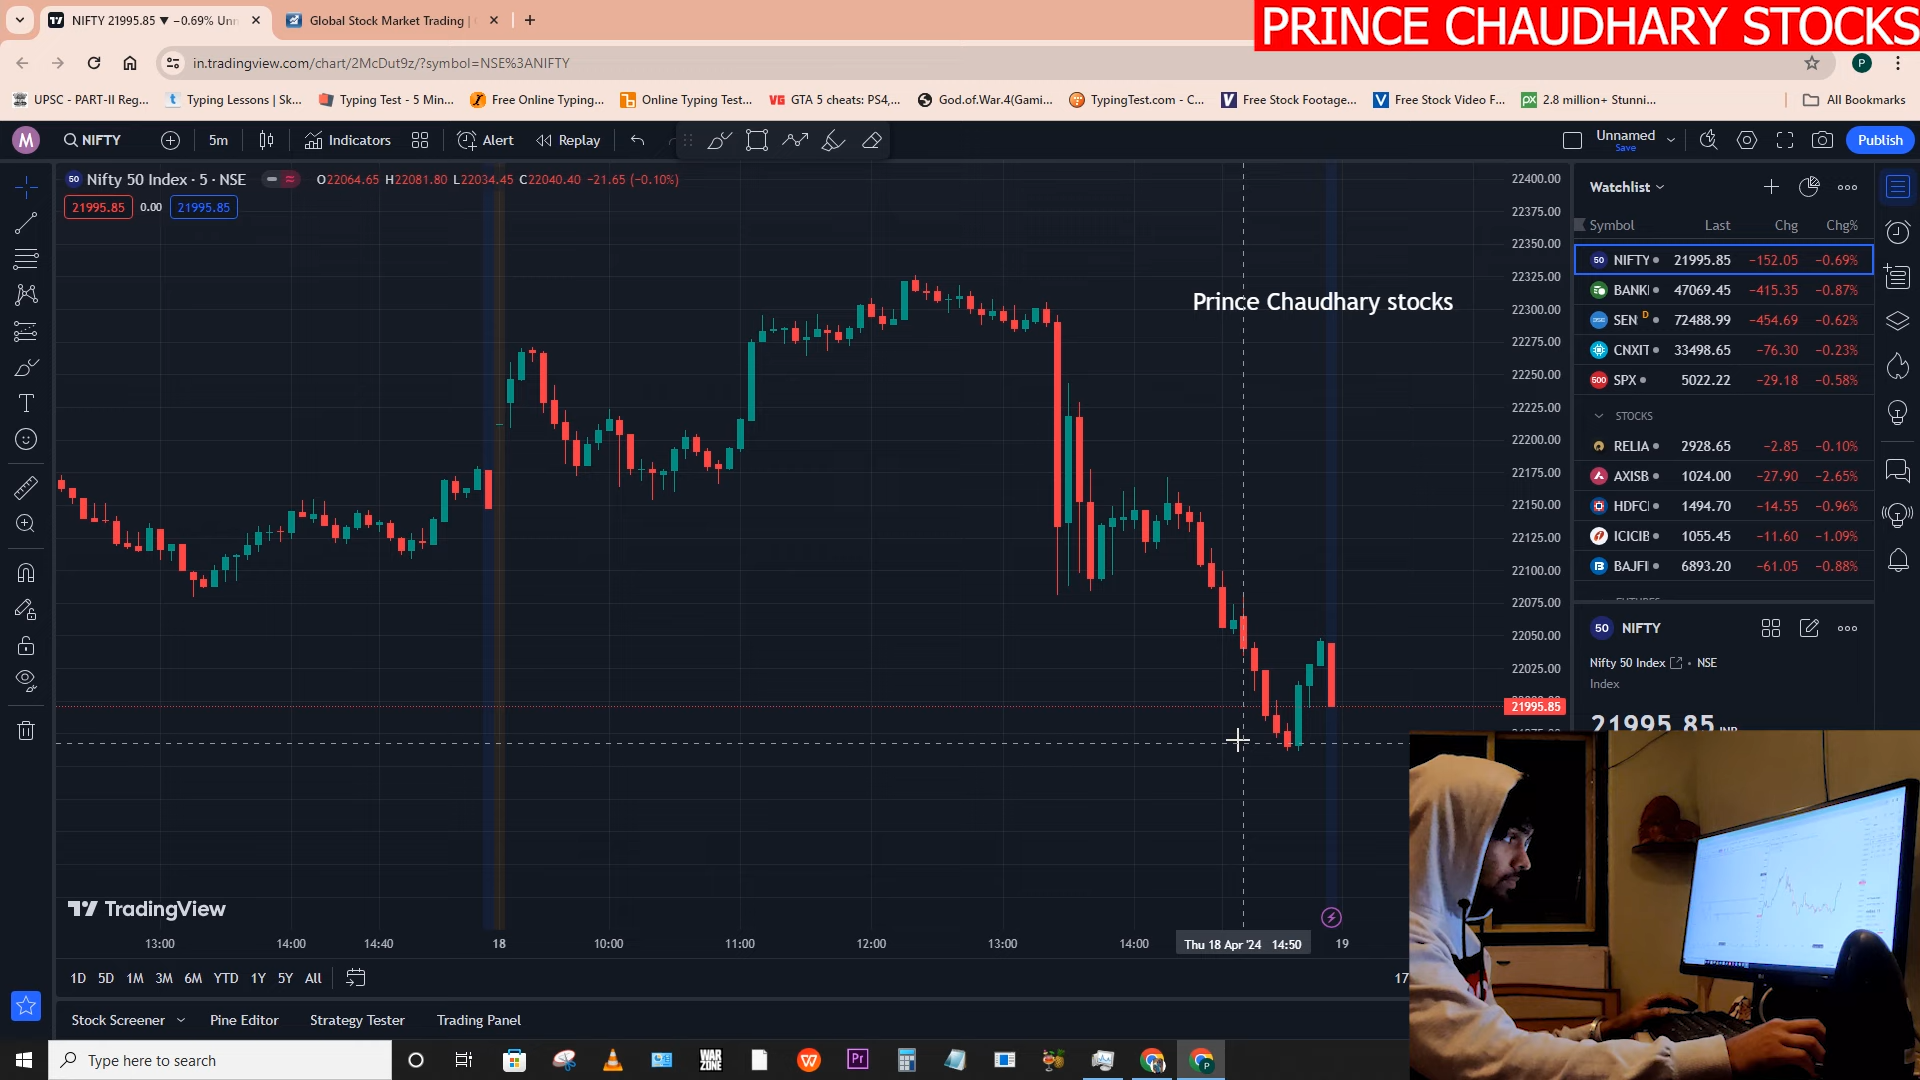 NIFTY 21995.85 ▼ −0.69% Unn
Global Stock Market Trading |
PRINCE CHAUDHARY STOCKS
in.tradingview.com/chart/2McDut9z/?symbol=NSE%3ANIFTY
P
UPSC - PART-II Reg...
Typing Lessons | Sk...
Typing Test - 5 Min...
Free Online Typing...
Online Typing Test...
VG GTA 5 cheats: PS4,...
God.of.War.4(Gami...
TypingTest.com - C...
Free Stock Footage...
Free Stock Video F...
px 2.8 million+ Stunni...
All Bookmarks
M
NIFTY
5m
Indicators
Alert
Replay
Unnamed
Save
Publish
50 Nifty 50 Index · 5 · NSE
O22064.65 H22081.80 L22034.45 C22040.40 −21.65 (−0.10%)
21995.85 0.00 21995.85
Prince Chaudhary stocks
22400.00
22375.00
22350.00
22325.00
22300.00
22275.00
22250.00
22225.00
22200.00
22175.00
22150.00
22125.00
22100.00
22075.00
22050.00
22025.00
21995.85
Watchlist
Symbol Last Chg Chg%
50 NIFTY 21995.85 −152.05 −0.69%
BANKI 47069.45 −415.35 −0.87%
SEN D 72488.99 −454.69 −0.62%
CNXIT 33498.65 −76.30 −0.23%
500 SPX 5022.22 −29.18 −0.58%
STOCKS
RELIA 2928.65 −2.85 −0.10%
AXISB 1024.00 −27.90 −2.65%
HDFCI 1494.70 −14.55 −0.96%
ICICIB 1055.45 −11.60 −1.09%
BAJFI 6893.20 −61.05 −0.88%
50 NIFTY
Nifty 50 Index • NSE
Index
21995.85
TradingView
13:00
14:00
14:40
18
10:00
11:00
12:00
13:00
14:00
Thu 18 Apr '24 14:50
19
1D 5D 1M 3M 6M YTD 1Y 5Y All
17
Stock Screener
Pine Editor
Strategy Tester
Trading Panel
Type here to search
WAR
ZONE
Pr